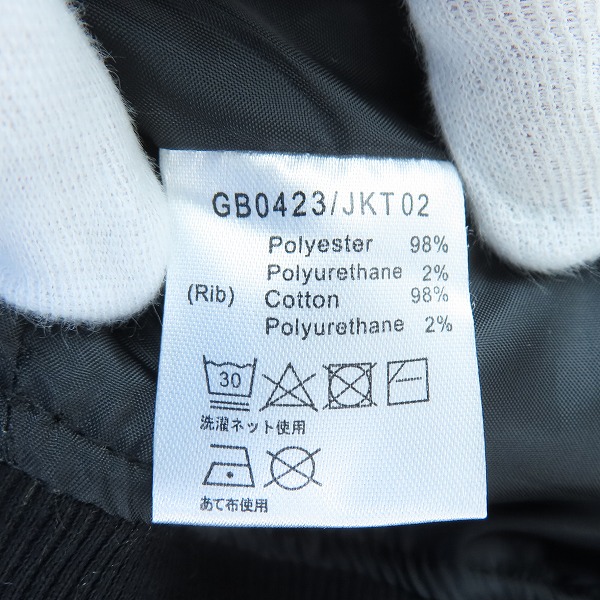 GB0423/JKT02
Polyester 98%
Polyurethane 2%
(Rib) Cotton 98%
Polyurethane 2%
30
洗濯ネット使用
あて布使用